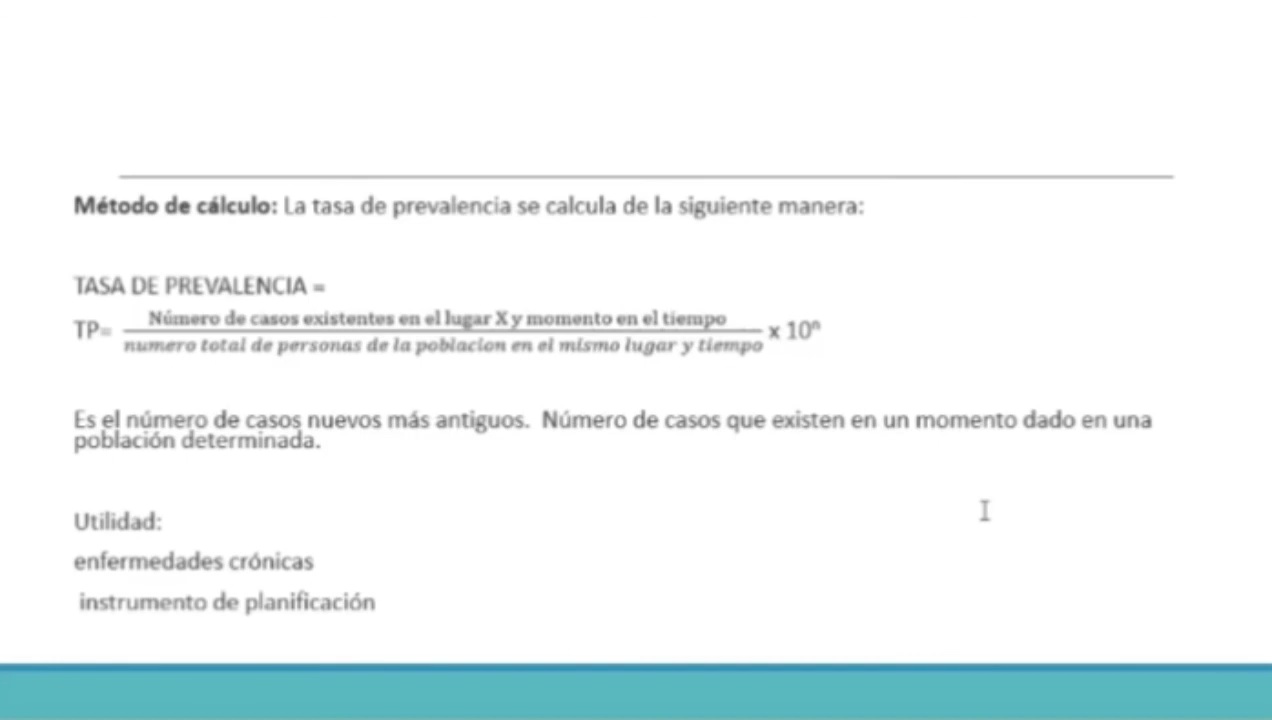 Método de cálculo: La tasa de prevalencia se calcula de la siguiente manera:
TASA DE PREVALENCIA =
TP= Número de casos existentes en el lugar X y momento en el tiempo
numero total de personas de la poblacion en el mismo lugar y tiempo x 10ⁿ
Es el número de casos nuevos más antiguos. Número de casos que existen en un momento dado en una
población determinada.
Utilidad:
enfermedades crónicas
instrumento de planificación